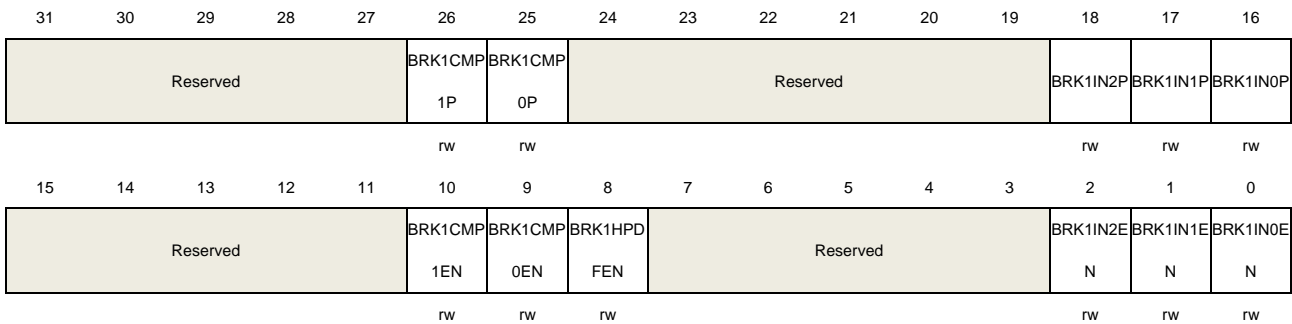 31 30 29 28 27 26 25 24 23 22 21 20 19 18 17 16
Reserved BRK1CMP 1P BRK1CMP 0P Reserved BRK1IN2P BRK1IN1P BRK1IN0P
rw rw rw rw rw
15 14 13 12 11 10 9 8 7 6 5 4 3 2 1 0
Reserved BRK1CMP 1EN BRK1CMP 0EN BRK1HPD FEN Reserved BRK1IN2E N BRK1IN1E N BRK1IN0E N
rw rw rw rw rw rw